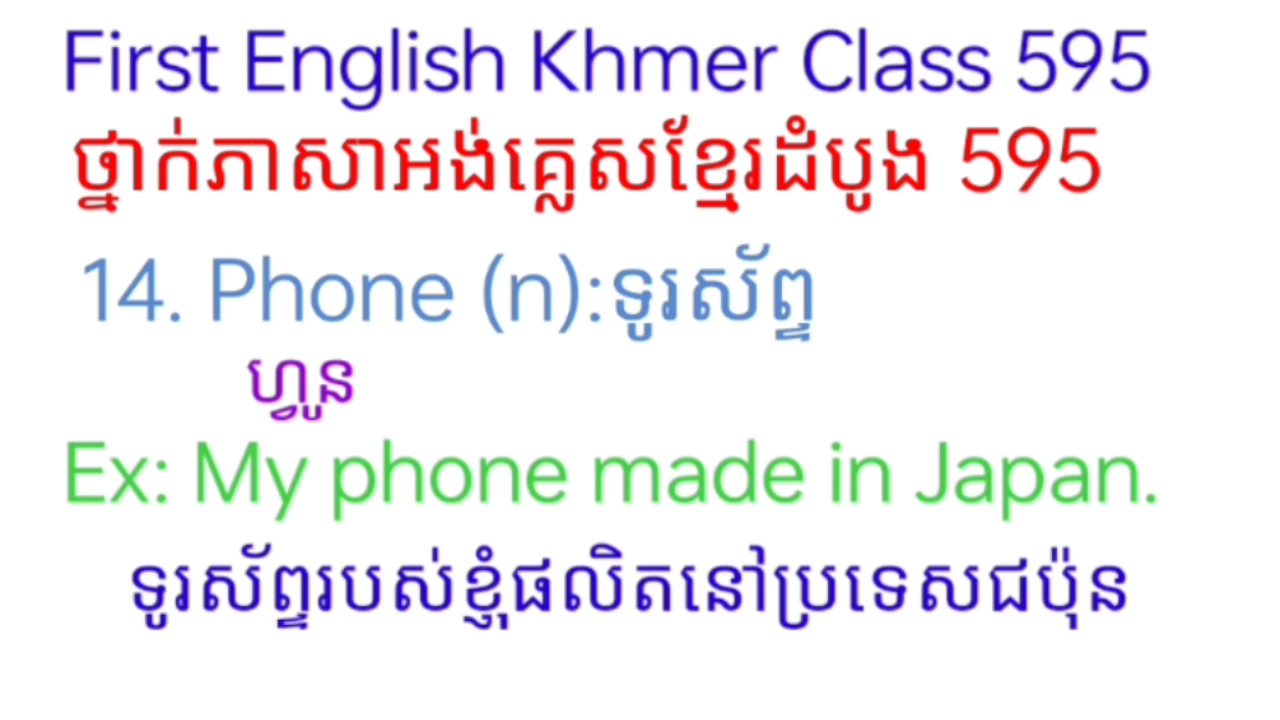 First English Khmer Class 595
ថ្នាក់ភាសាអង់គ្លេសខ្មែរដំបូង 595
14. Phone (n):ទូរស័ព្ទ
ហ្វូន
Ex: My phone made in Japan.
ទូរស័ព្ទរបស់ខ្ញុំផលិតនៅប្រទេសជប៉ុន